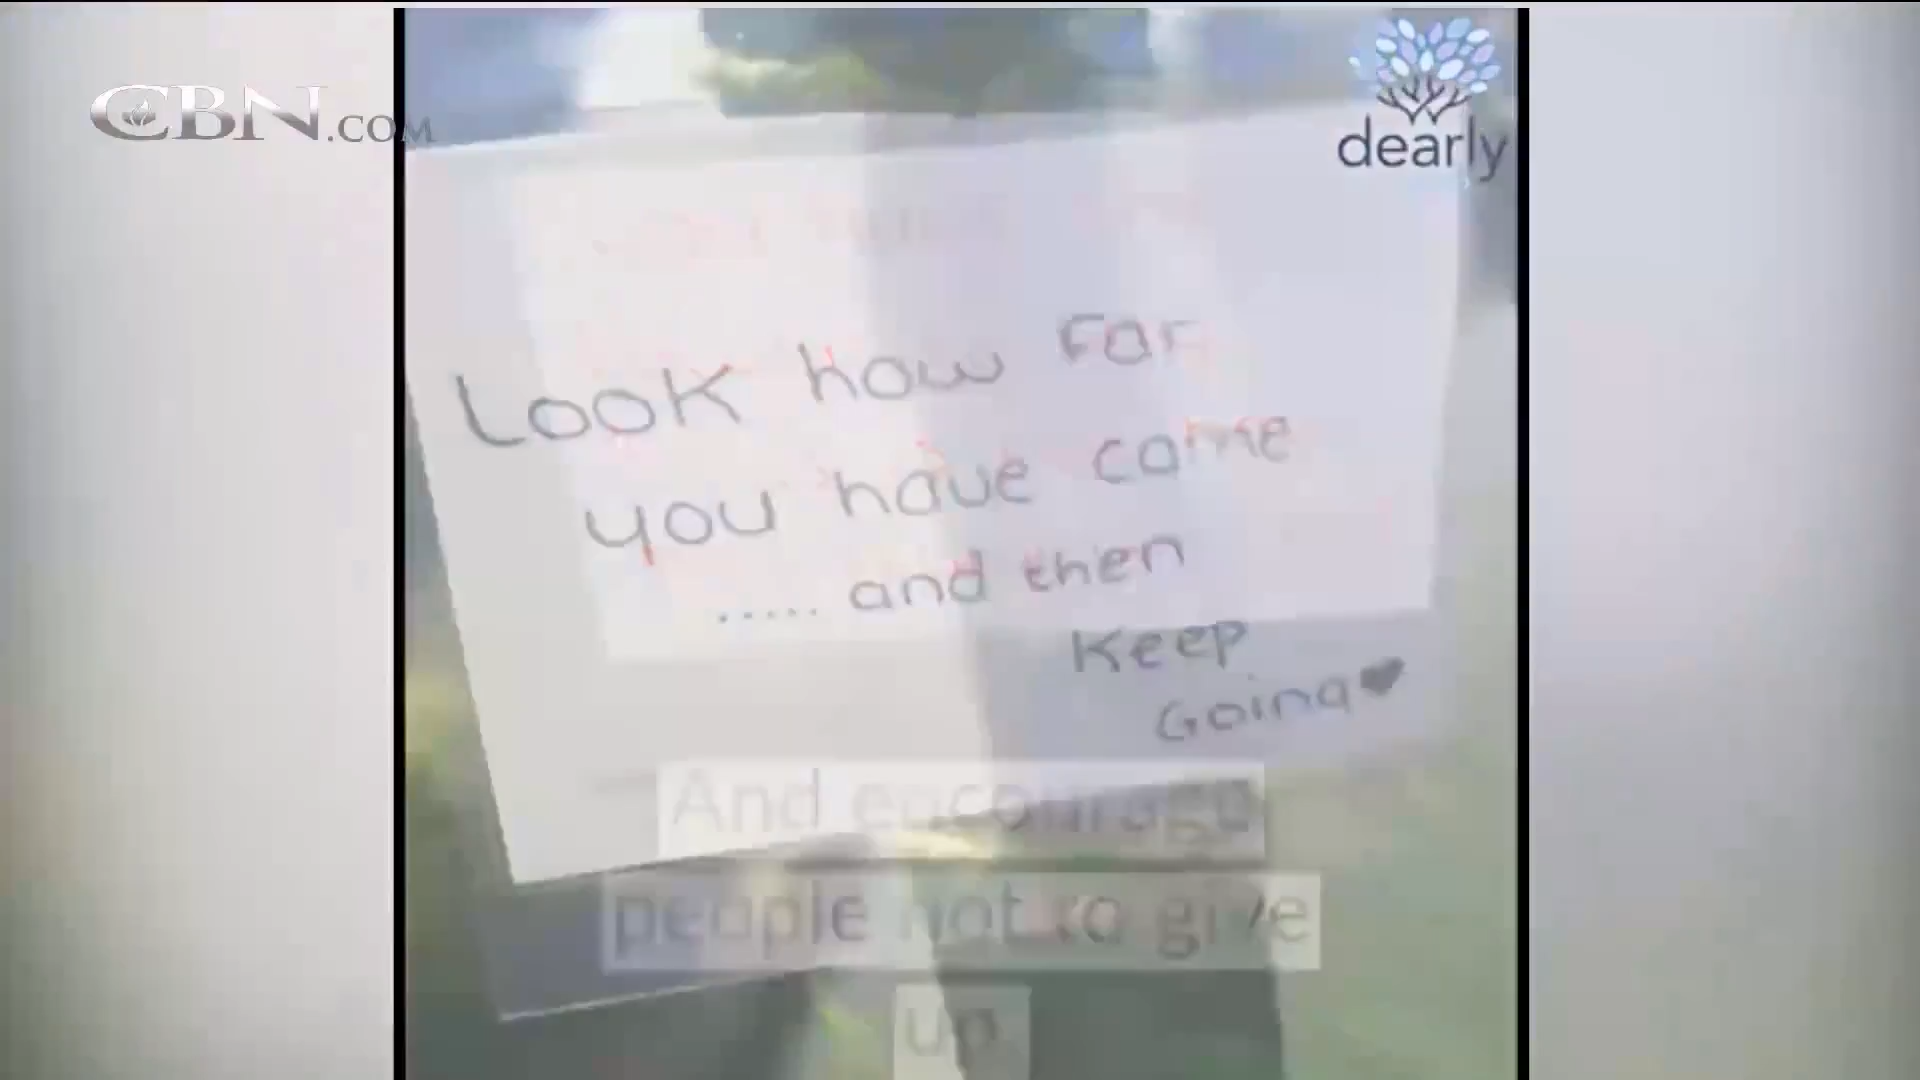 CBN.COM
dearly
Look how Far
you have come
..... and then
Keep
Going♥
And encourage
people not to give
up.